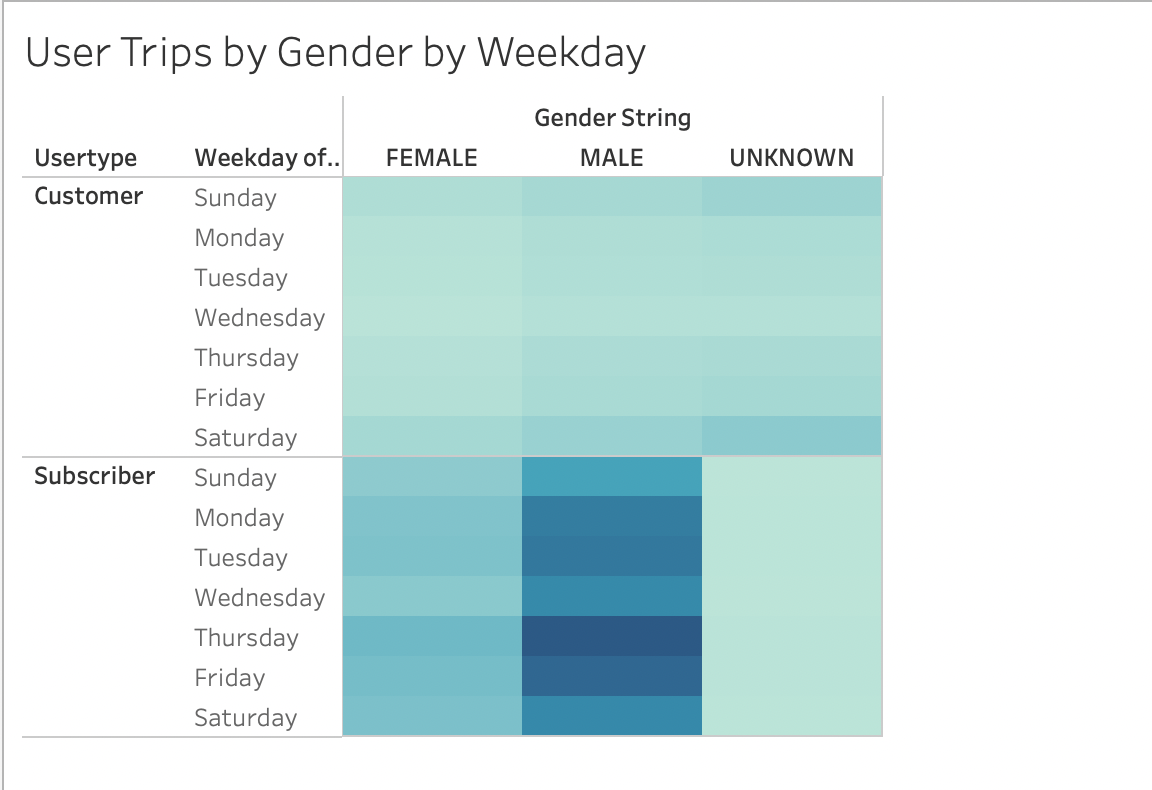 User Trips by Gender by Weekday
Gender String
Usertype Weekday of.. FEMALE MALE UNKNOWN
Customer Sunday
Monday
Tuesday
Wednesday
Thursday
Friday
Saturday
Subscriber Sunday
Monday
Tuesday
Wednesday
Thursday
Friday
Saturday